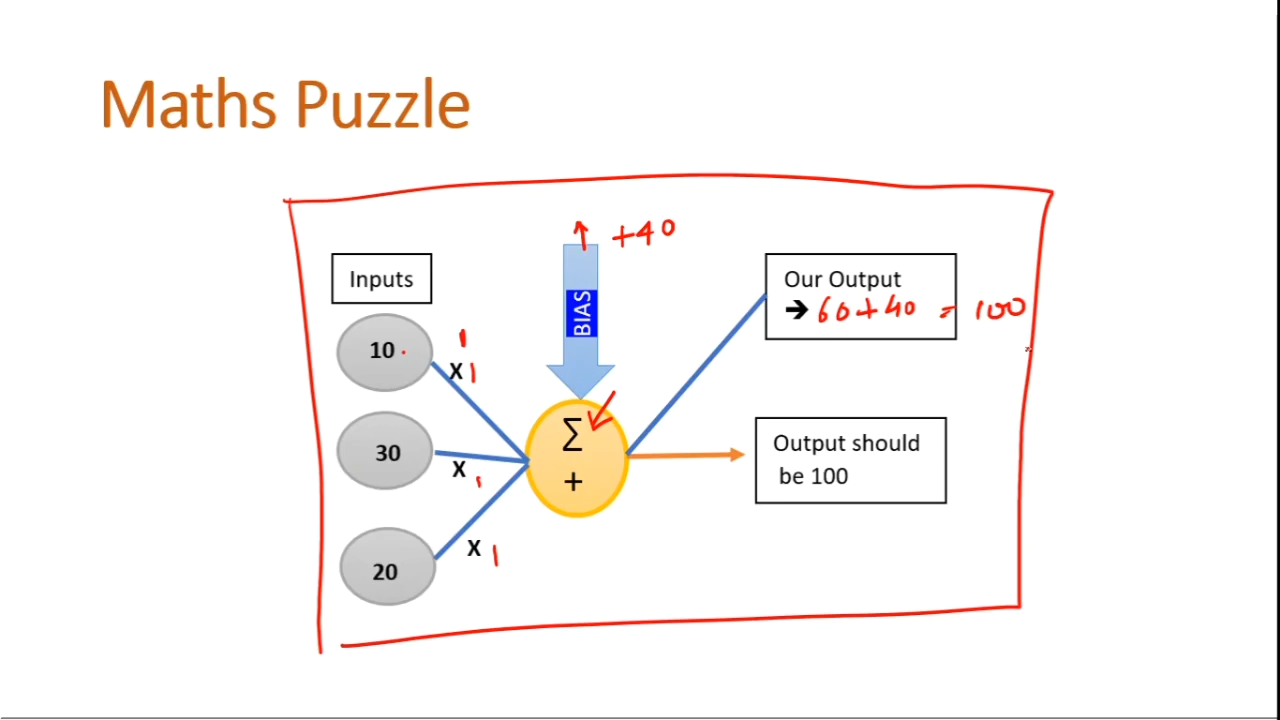 Maths Puzzle
+40
Inputs
BIAS
Our Output
➔ 60+40 = 100
10
1
X 1
30
X
20
X 1
Σ
+
Output should
be 100